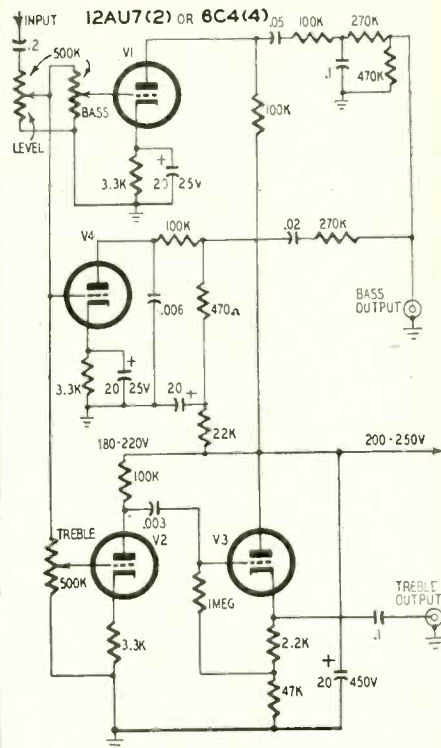 INPUT
12AU7(2) OR 6C4(4)
.2
500K
V1
.05
100K
270K
.1
470K
BASS
LEVEL
100K
3.3K
20
25V
+
V4
100K
.02
270K
.006
470Ω
BASS
OUTPUT
+
3.3K
20
25V
20
+
22K
180-220V
200-250V
100K
.003
TREBLE
V2
V3
500K
1MEG
TREBLE
OUTPUT
.1
3.3K
2.2K
+
47K
20
450V